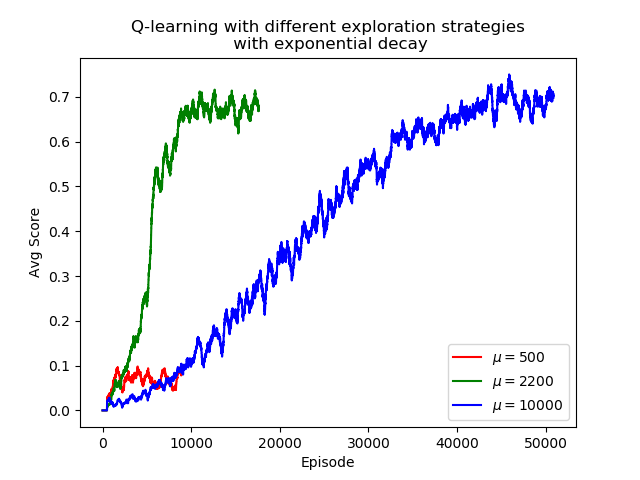 Q-learning with different exploration strategies
with exponential decay
Avg Score
0.7
0.6
0.5
0.4
0.3
0.2
0.1
0.0
0
10000
20000
30000
40000
50000
Episode
μ = 500
μ = 2200
μ = 10000